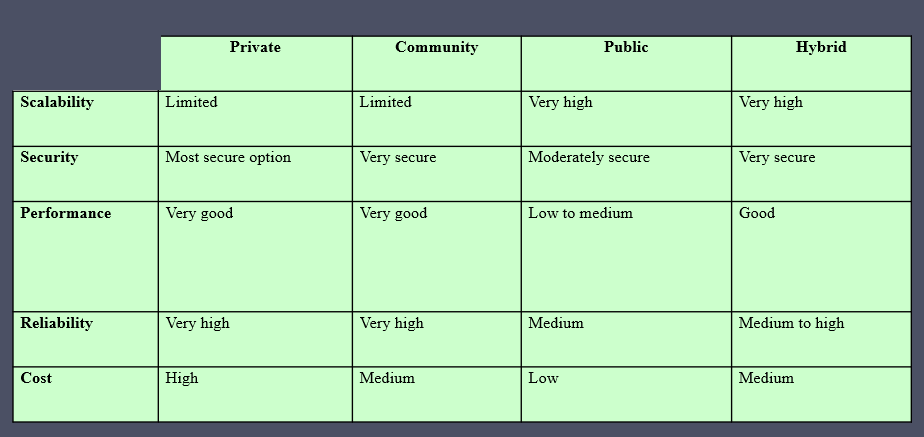 Private Community Public Hybrid
Scalability Limited Limited Very high Very high
Security Most secure option Very secure Moderately secure Very secure
Performance Very good Very good Low to medium Good
Reliability Very high Very high Medium Medium to high
Cost High Medium Low Medium